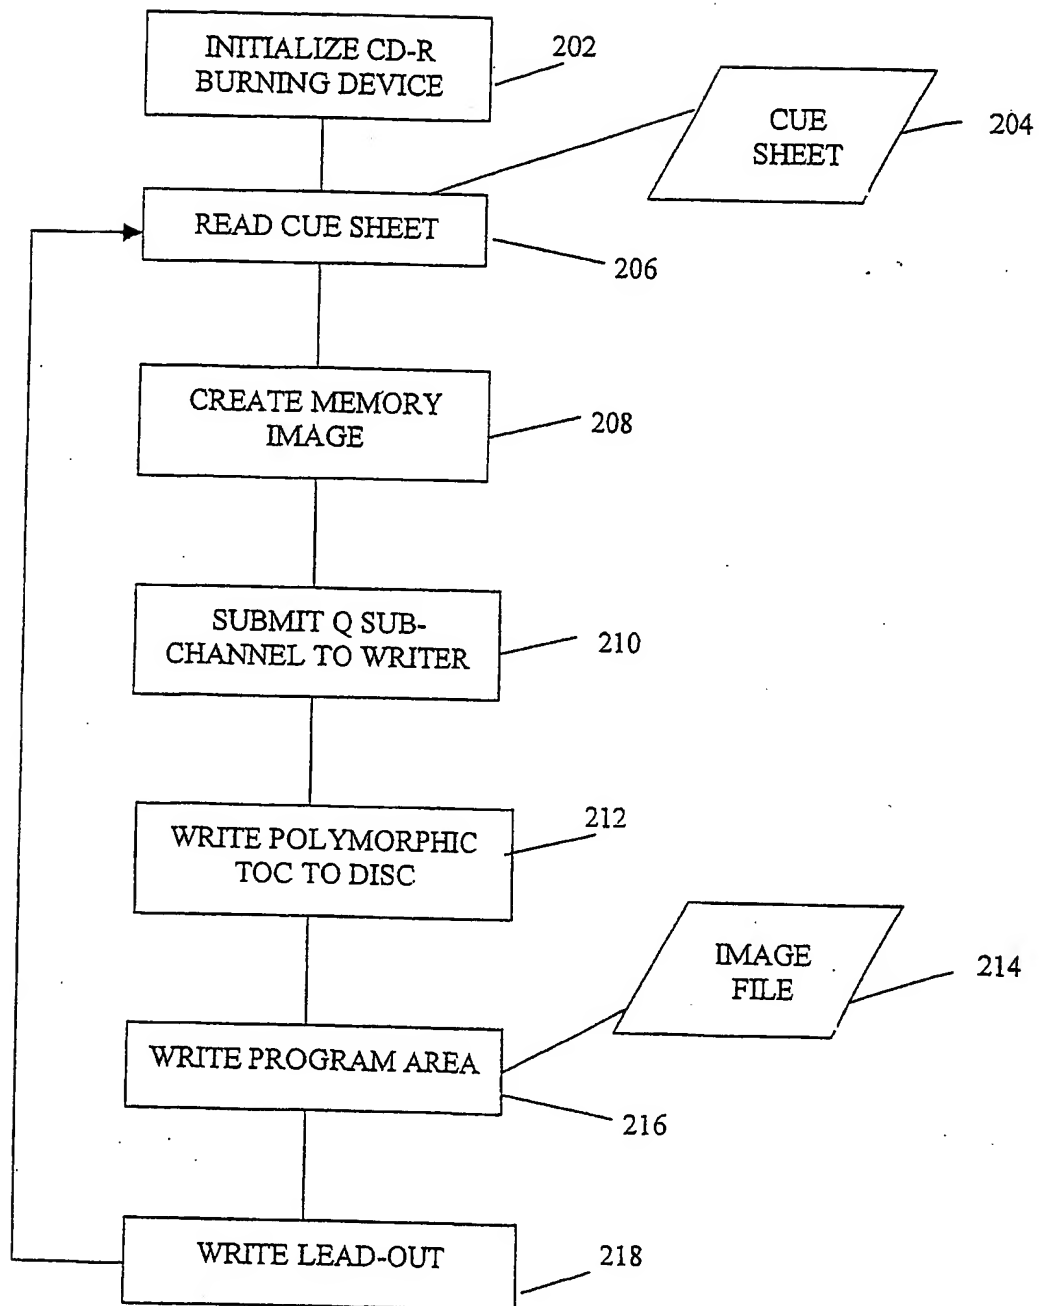 INITIALIZE CD-R
BURNING DEVICE
202
CUE
SHEET
204
READ CUE SHEET
206
CREATE MEMORY
IMAGE
208
SUBMIT Q SUB-
CHANNEL TO WRITER
210
WRITE POLYMORPHIC
TOC TO DISC
212
IMAGE
FILE
214
WRITE PROGRAM AREA
216
WRITE LEAD-OUT
218